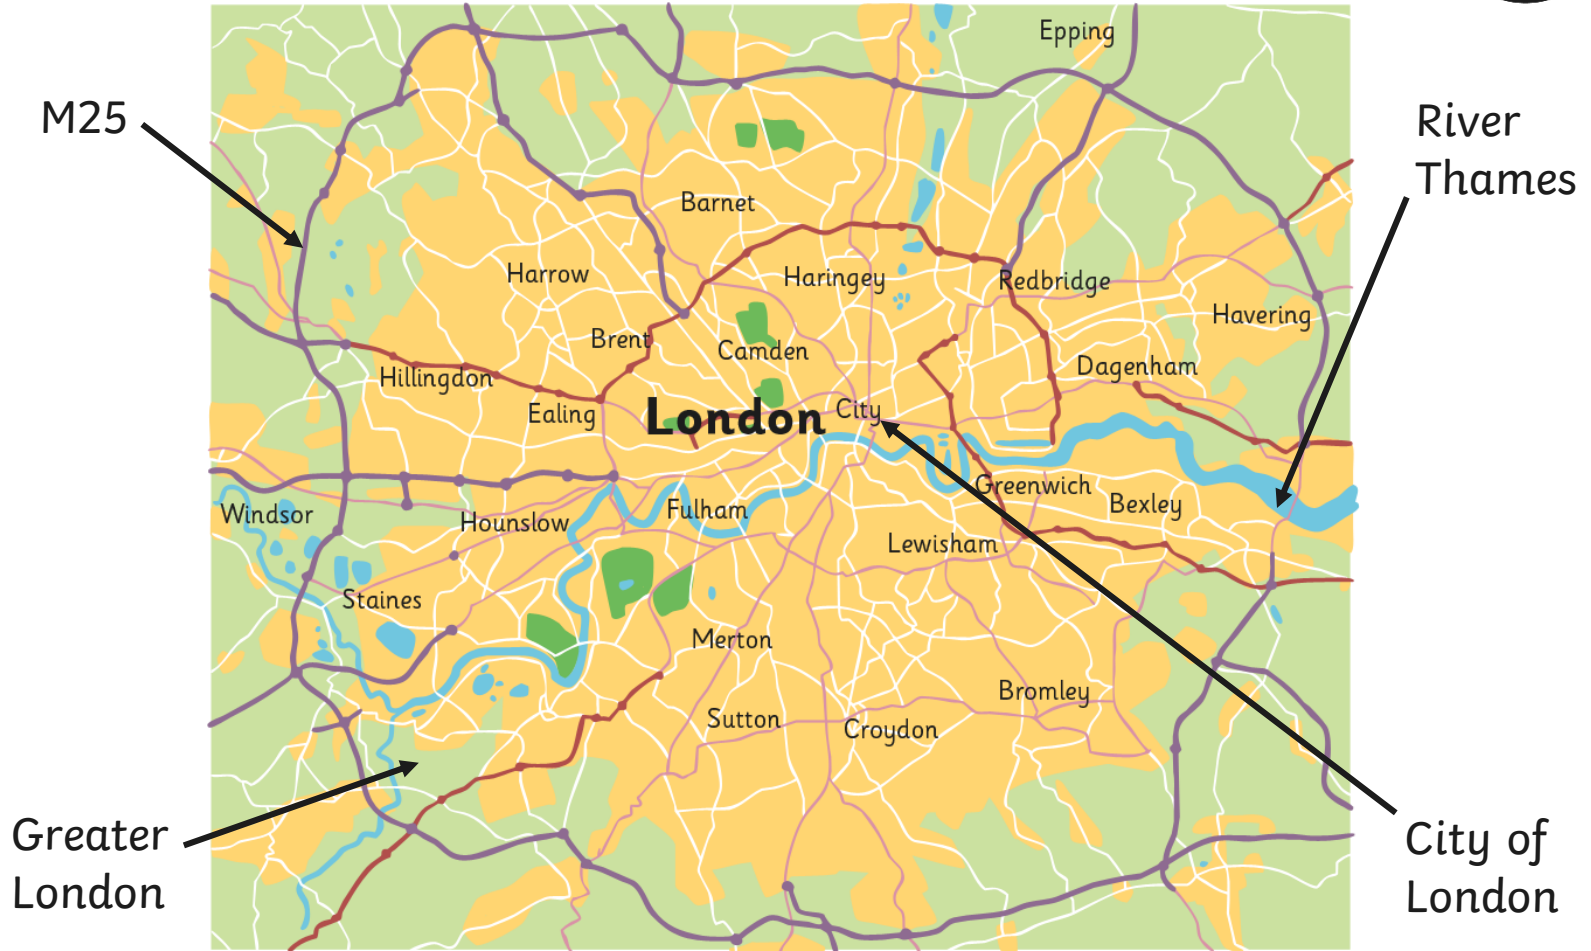 Epping
M25
River
Thames
Barnet
Harrow
Haringey
Redbridge
Havering
Brent
Camden
Dagenham
Hillingdon
Ealing
London
City
Greenwich
Bexley
Windsor
Hounslow
Fulham
Lewisham
Staines
Merton
Bromley
Sutton
Croydon
Greater
London
City of
London